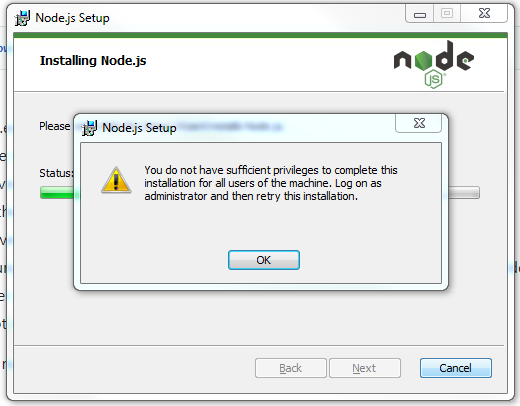 Node.js Setup
Installing Node.js
node
JS
Please
Node.js Setup
Status:
You do not have sufficient privileges to complete this
installation for all users of the machine. Log on as
administrator and then retry this installation.
OK
Back
Next
Cancel